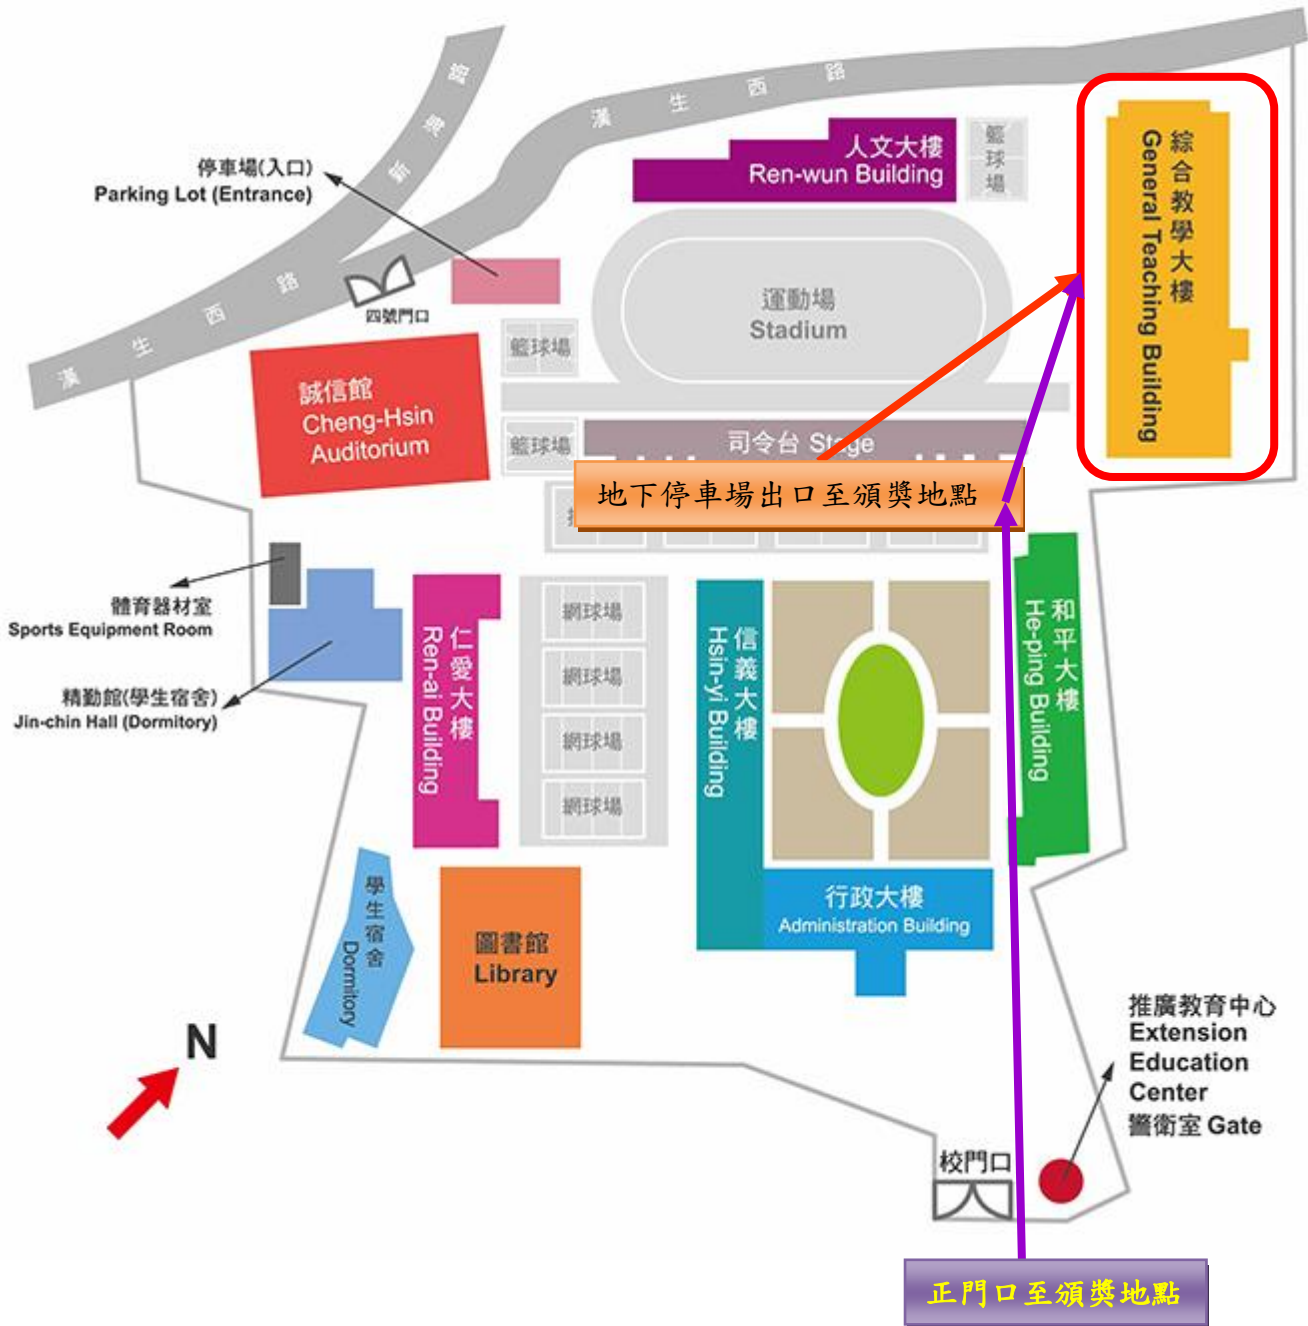 漢生西路
新興路
停車場(入口)
Parking Lot (Entrance)
四號門口
漢生西路
人文大樓
Ren-wun Building
籃球場
綜合教學大樓
General Teaching Building
運動場
Stadium
籃球場
誠信館
Cheng-Hsin
Auditorium
籃球場
司令台 Stage
地下停車場出口至頒獎地點
體育器材室
Sports Equipment Room
精勤館(學生宿舍)
Jin-chin Hall (Dormitory)
仁愛大樓
Ren-ai Building
網球場
網球場
網球場
網球場
信義大樓
Hsin-yi Building
和平大樓
He-ping Building
行政大樓
Administration Building
學生宿舍
Dormitory
圖書館
Library
N
推廣教育中心
Extension
Education
Center
警衛室 Gate
校門口
正門口至頒獎地點